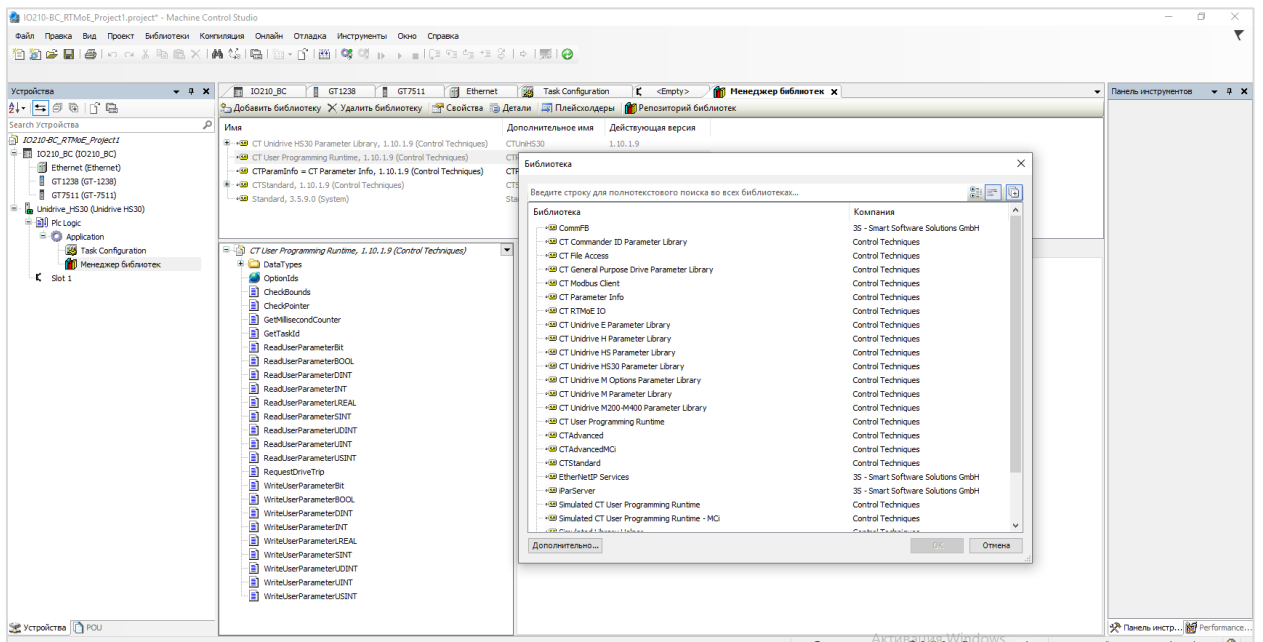 IO210-BC_RTMoE_Project1.project* - Machine Control Studio
Файл Правка Вид Проект Библиотеки Компиляция Онлайн Отладка Инструменты Окно Справка
Устройства
IO210_BC GT1238 GT7511 Ethernet Task Configuration <Empty> Менеджер библиотек
Панель инструментов
Добавить библиотеку Удалить библиотеку Свойства Детали Плейсхолдеры Репозиторий библиотек
Search Устройства
IO210-BC_RTMoE_Project1
IO210_BC (IO210_BC)
Ethernet (Ethernet)
GT1238 (GT-1238)
GT7511 (GT-7511)
Unidrive_HS30 (Unidrive HS30)
Plc Logic
Application
Task Configuration
Менеджер библиотек
Slot 1
Имя Дополнительное имя Действующая версия
CT Unidrive HS30 Parameter Library, 1.10.1.9 (Control Techniques) CTUniHS30 1.10.1.9
CT User Programming Runtime, 1.10.1.9 (Control Techniques)
CTParamInfo = CT Parameter Info, 1.10.1.9 (Control Techniques)
CTStandard, 1.10.1.9 (Control Techniques)
Standard, 3.5.9.0 (System)
CT User Programming Runtime, 1.10.1.9 (Control Techniques)
DataTypes
OptionIds
CheckBounds
CheckPointer
GetMillisecondCounter
GetTaskId
ReadUserParameterBit
ReadUserParameterBOOL
ReadUserParameterDINT
ReadUserParameterINT
ReadUserParameterLREAL
ReadUserParameterSINT
ReadUserParameterUDINT
ReadUserParameterUINT
ReadUserParameterUSINT
RequestDriveTrip
WriteUserParameterBit
WriteUserParameterBOOL
WriteUserParameterDINT
WriteUserParameterINT
WriteUserParameterLREAL
WriteUserParameterSINT
WriteUserParameterUDINT
WriteUserParameterUINT
WriteUserParameterUSINT
Библиотека
Введите строку для полнотекстового поиска во всех библиотеках...
Библиотека Компания
CommFB 3S - Smart Software Solutions GmbH
CT Commander ID Parameter Library Control Techniques
CT File Access Control Techniques
CT General Purpose Drive Parameter Library Control Techniques
CT Modbus Client Control Techniques
CT Parameter Info Control Techniques
CT RTMoE IO Control Techniques
CT Unidrive E Parameter Library Control Techniques
CT Unidrive H Parameter Library Control Techniques
CT Unidrive HS Parameter Library Control Techniques
CT Unidrive HS30 Parameter Library Control Techniques
CT Unidrive M Options Parameter Library Control Techniques
CT Unidrive M Parameter Library Control Techniques
CT Unidrive M200-M400 Parameter Library Control Techniques
CT User Programming Runtime Control Techniques
CTAdvanced Control Techniques
CTAdvancedMCi Control Techniques
CTStandard Control Techniques
EtherNetIP Services 3S - Smart Software Solutions GmbH
iParServer 3S - Smart Software Solutions GmbH
Simulated CT User Programming Runtime Control Techniques
Simulated CT User Programming Runtime - MCi Control Techniques
Дополнительно... OK Отмена
Устройства POU
Панель инстр... Performance...
Активация Windows